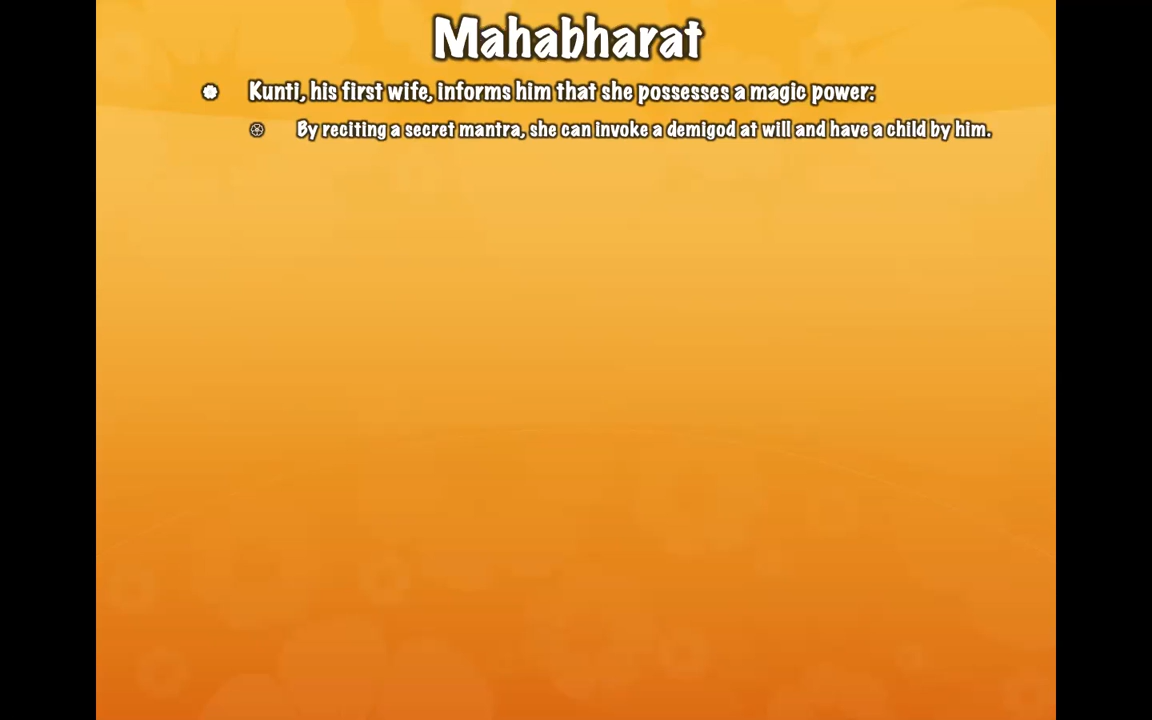 Mahabharat
Kunti, his first wife, informs him that she possesses a magic power:
By reciting a secret mantra, she can invoke a demigod at will and have a child by him.